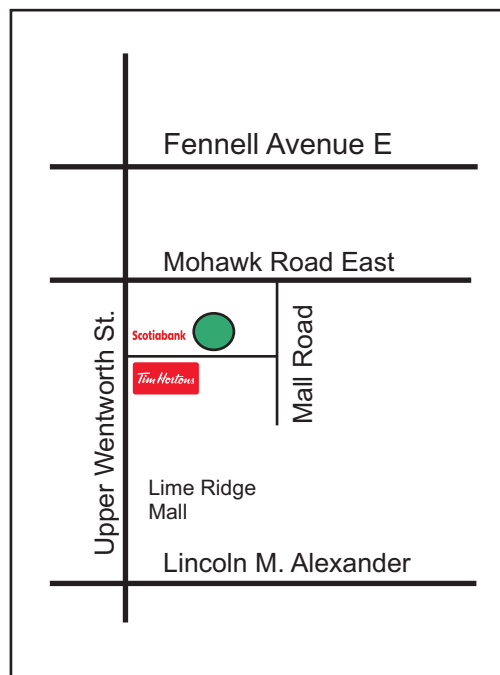 Fennell Avenue E
Mohawk Road East
Upper Wentworth St.
Scotiabank
Tim Hortons
Mall Road
Lime Ridge
Mall
Lincoln M. Alexander